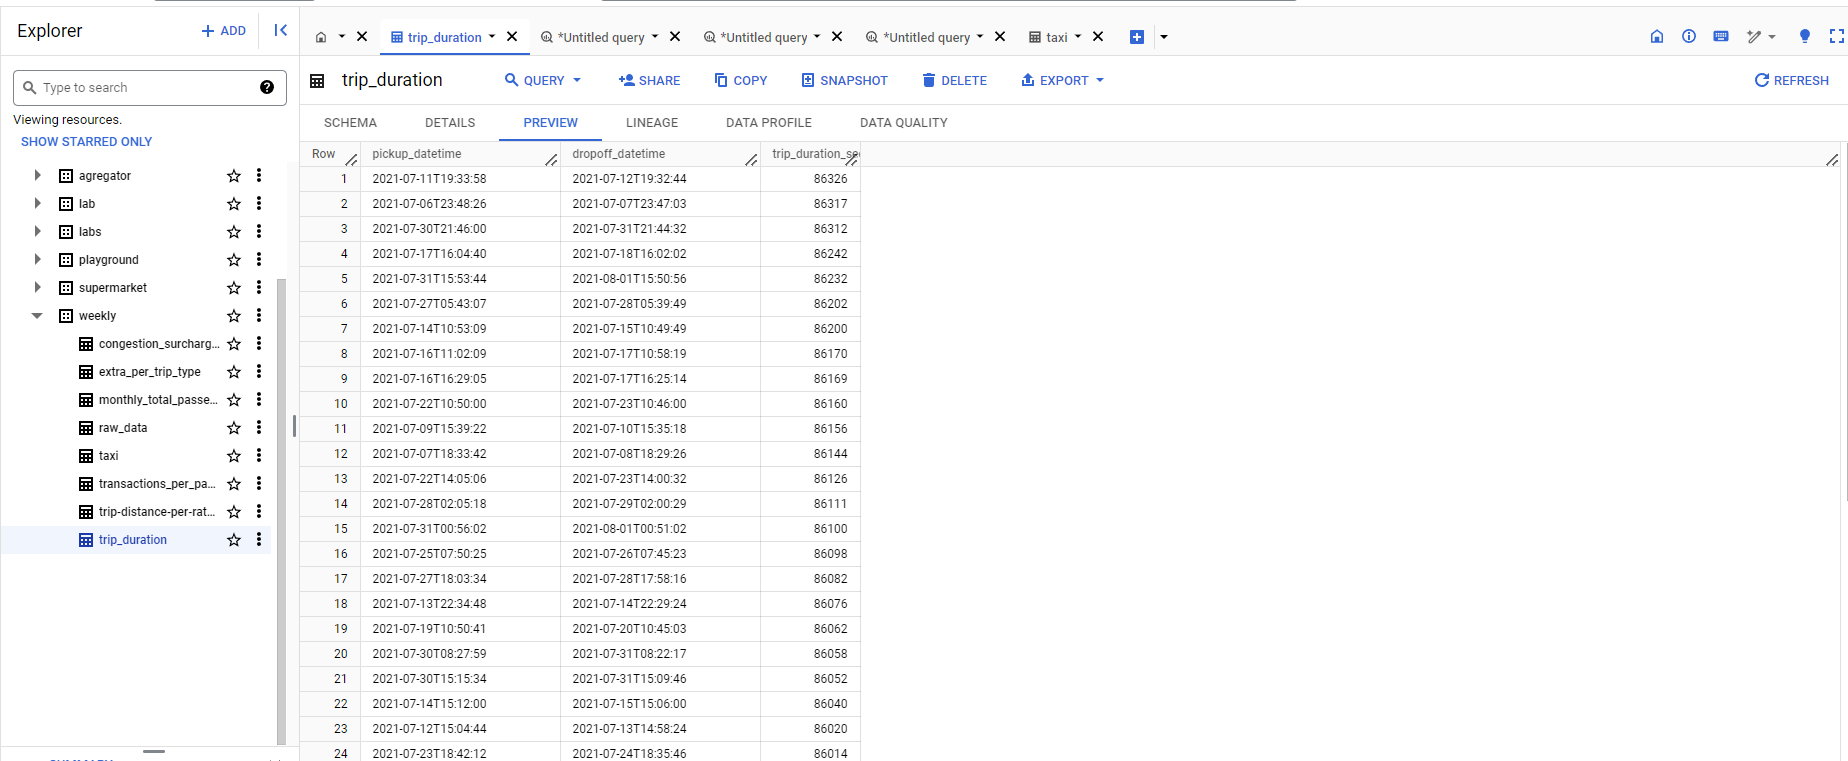 Explorer
+ ADD
trip_duration
*Untitled query
*Untitled query
*Untitled query
taxi
Type to search
Viewing resources.
SHOW STARRED ONLY
agregator
lab
labs
playground
supermarket
weekly
congestion_surcharg...
extra_per_trip_type
monthly_total_passe...
raw_data
taxi
transactions_per_pa...
trip-distance-per-rat...
trip_duration
trip_duration
QUERY
SHARE
COPY
SNAPSHOT
DELETE
EXPORT
REFRESH
SCHEMA DETAILS PREVIEW LINEAGE DATA PROFILE DATA QUALITY
Row pickup_datetime dropoff_datetime trip_duration_se
1 2021-07-11T19:33:58 2021-07-12T19:32:44 86326
2 2021-07-06T23:48:26 2021-07-07T23:47:03 86317
3 2021-07-30T21:46:00 2021-07-31T21:44:32 86312
4 2021-07-17T16:04:40 2021-07-18T16:02:02 86242
5 2021-07-31T15:53:44 2021-08-01T15:50:56 86232
6 2021-07-27T05:43:07 2021-07-28T05:39:49 86202
7 2021-07-14T10:53:09 2021-07-15T10:49:49 86200
8 2021-07-16T11:02:09 2021-07-17T10:58:19 86170
9 2021-07-16T16:29:05 2021-07-17T16:25:14 86169
10 2021-07-22T10:50:00 2021-07-23T10:46:00 86160
11 2021-07-09T15:39:22 2021-07-10T15:35:18 86156
12 2021-07-07T18:33:42 2021-07-08T18:29:26 86144
13 2021-07-22T14:05:06 2021-07-23T14:00:32 86126
14 2021-07-28T02:05:18 2021-07-29T02:00:29 86111
15 2021-07-31T00:56:02 2021-08-01T00:51:02 86100
16 2021-07-25T07:50:25 2021-07-26T07:45:23 86098
17 2021-07-27T18:03:34 2021-07-28T17:58:16 86082
18 2021-07-13T22:34:48 2021-07-14T22:29:24 86076
19 2021-07-19T10:50:41 2021-07-20T10:45:03 86062
20 2021-07-30T08:27:59 2021-07-31T08:22:17 86058
21 2021-07-30T15:15:34 2021-07-31T15:09:46 86052
22 2021-07-14T15:12:00 2021-07-15T15:06:00 86040
23 2021-07-12T15:04:44 2021-07-13T14:58:24 86020
24 2021-07-23T18:42:12 2021-07-24T18:35:46 86014